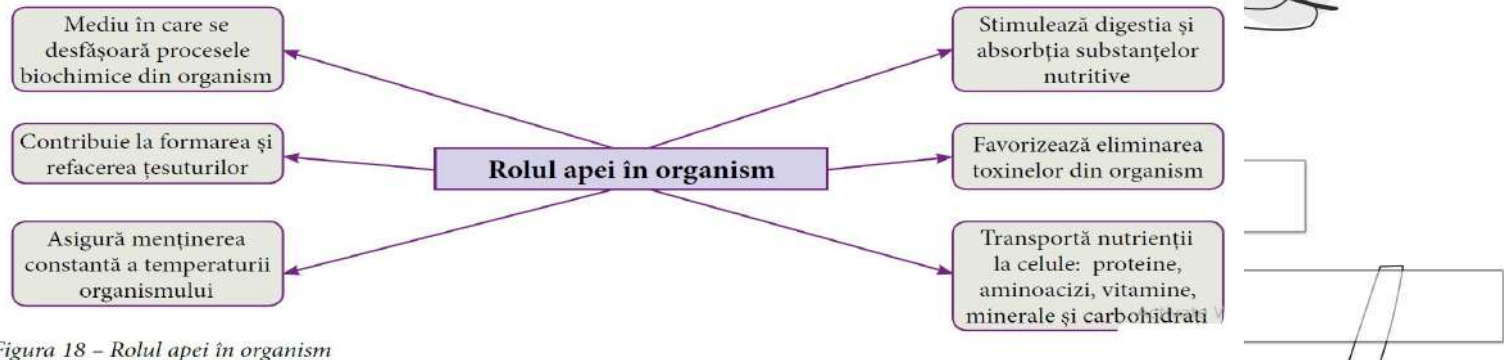 Mediu în care se
desfășoară procesele
biochimice din organism
Contribuie la formarea și
refacerea țesuturilor
Asigură menținerea
constantă a temperaturii
organismului
Rolul apei în organism
Stimulează digestia și
absorbția substanțelor
nutritive
Favorizează eliminarea
toxinelor din organism
Transportă nutrienții
la celule: proteine,
aminoacizi, vitamine,
minerale și carbohidrati
Figura 18 – Rolul apei în organism